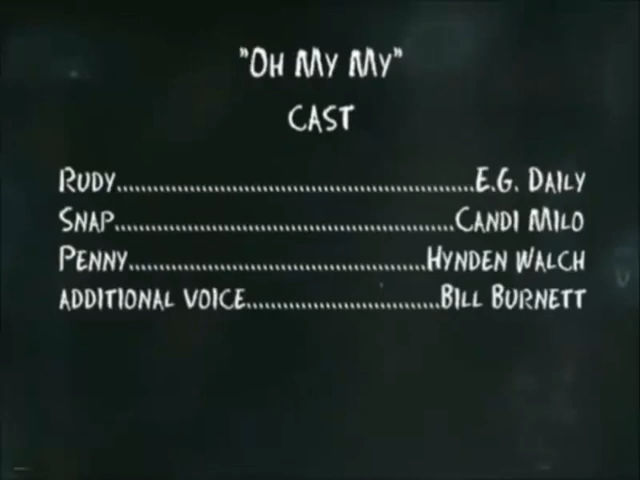 "Oh My My"
CAST
Rudy............................................................E.G. Daily
Snap.........................................................Candi Milo
Penny..................................................Hynden Walch
additional voice................................Bill Burnett